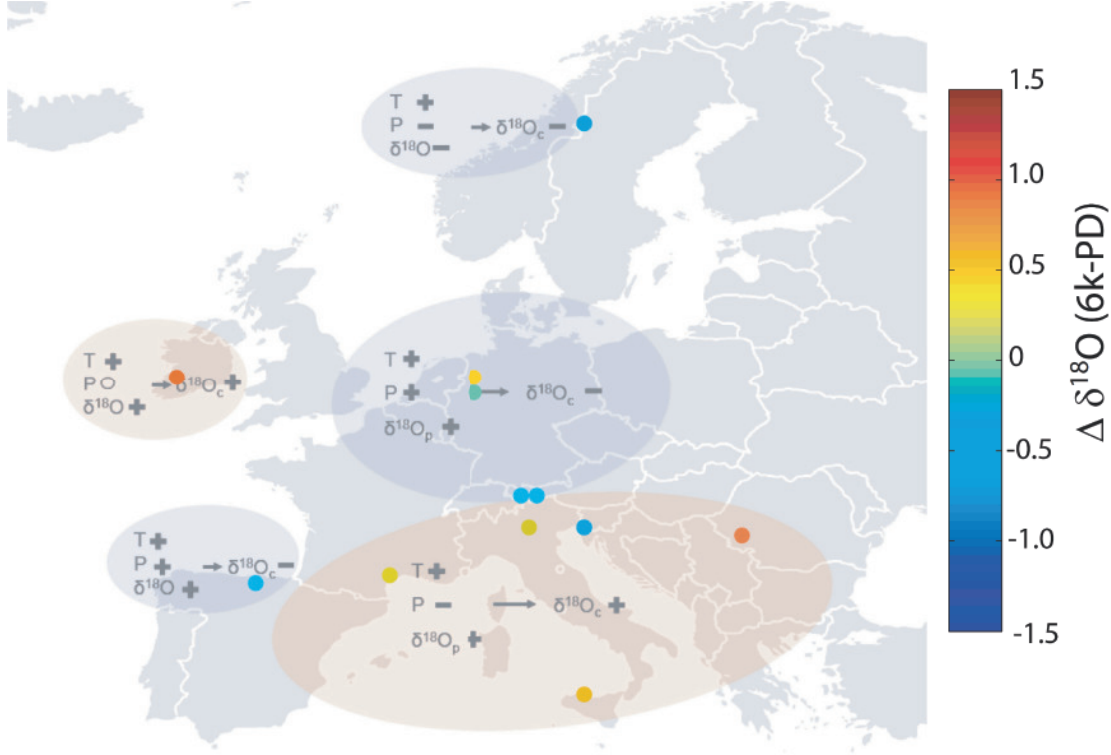 T +
P − → δ¹⁸Oc −
δ¹⁸O −
T +
P O → δ¹⁸Oc +
δ¹⁸O +
T +
P + → δ¹⁸Oc −
δ¹⁸Op +
T +
P + → δ¹⁸Oc −
δ¹⁸O +
T +
P − → δ¹⁸Oc +
δ¹⁸Op +
1.5
1.0
0.5
0
-0.5
-1.0
-1.5
Δ δ¹⁸O (6k-PD)